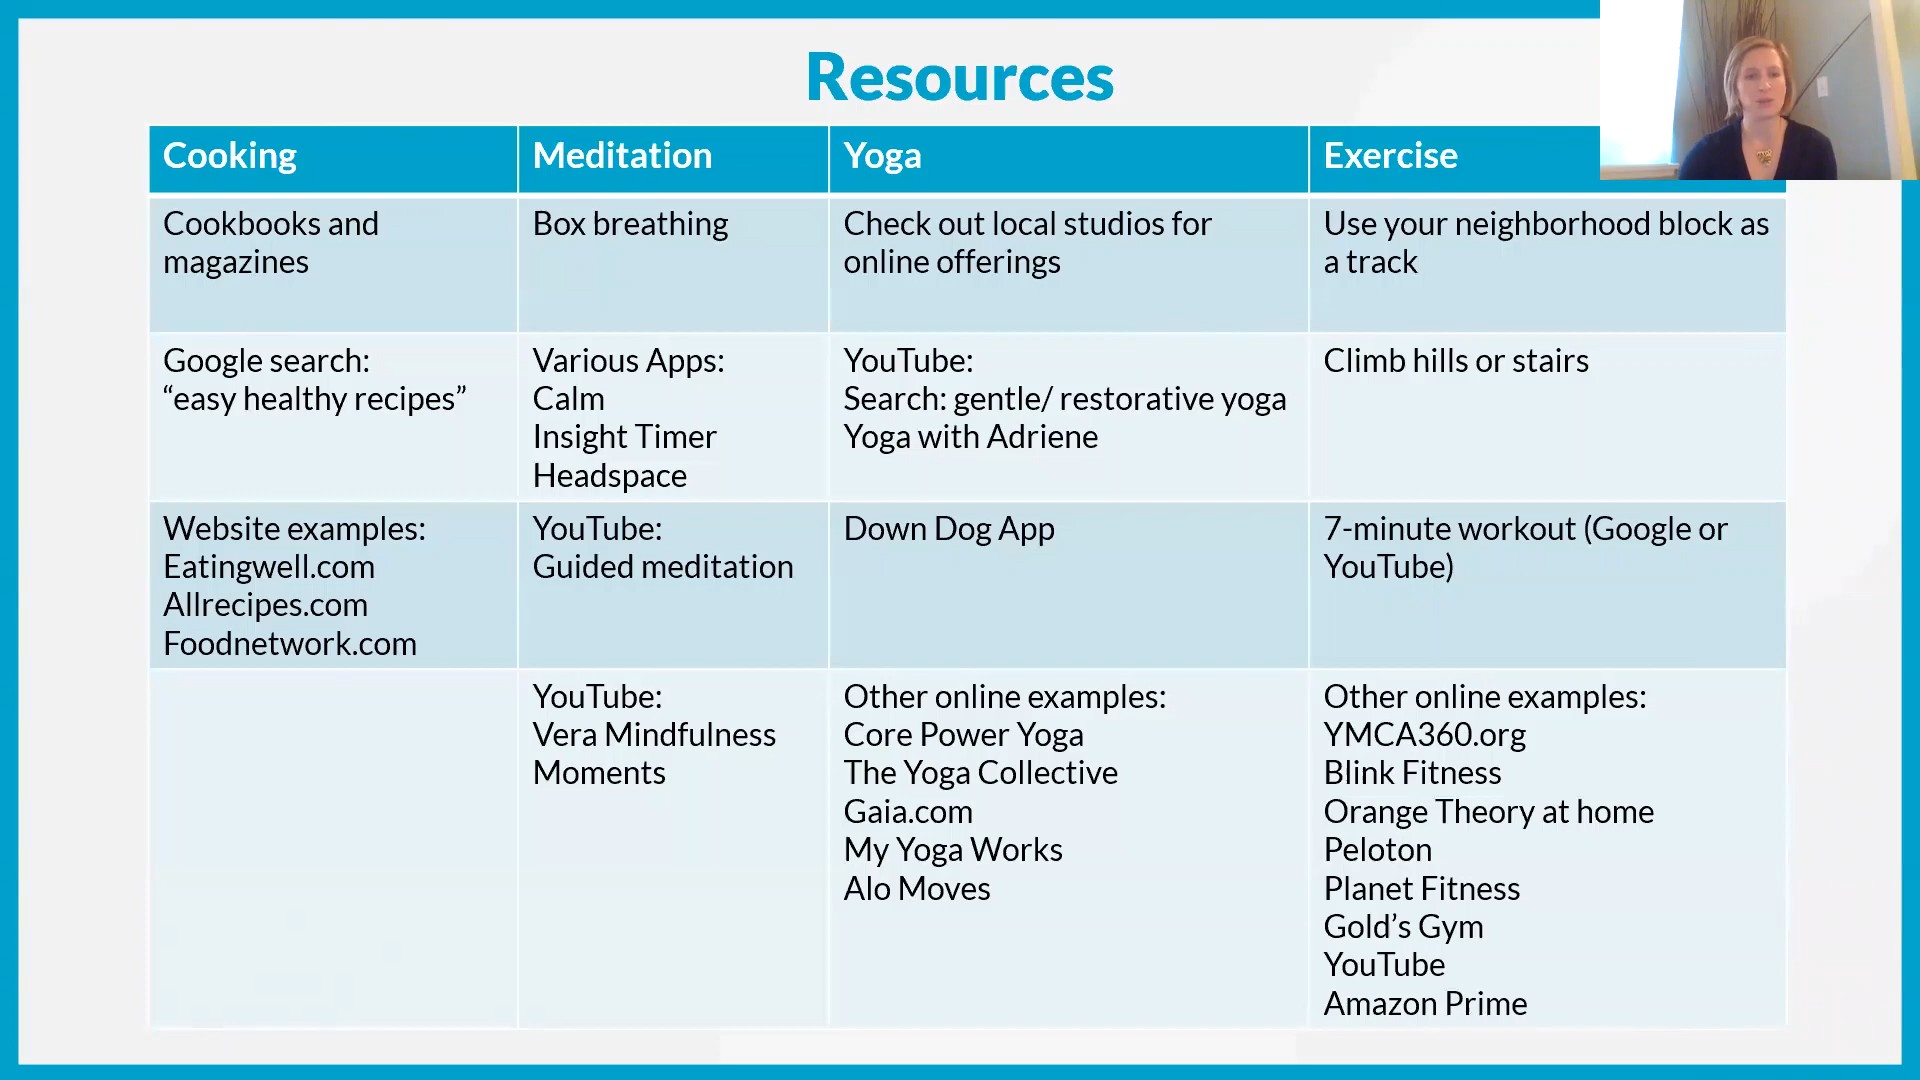 Resources
Cooking
Meditation
Yoga
Exercise
Cookbooks and
magazines
Box breathing
Check out local studios for
online offerings
Use your neighborhood block as
a track
Google search:
“easy healthy recipes”
Various Apps:
Calm
Insight Timer
Headspace
YouTube:
Search: gentle/ restorative yoga
Yoga with Adriene
Climb hills or stairs
Website examples:
Eatingwell.com
Allrecipes.com
Foodnetwork.com
YouTube:
Guided meditation
Down Dog App
7-minute workout (Google or
YouTube)
YouTube:
Vera Mindfulness
Moments
Other online examples:
Core Power Yoga
The Yoga Collective
Gaia.com
My Yoga Works
Alo Moves
Other online examples:
YMCA360.org
Blink Fitness
Orange Theory at home
Peloton
Planet Fitness
Gold’s Gym
YouTube
Amazon Prime